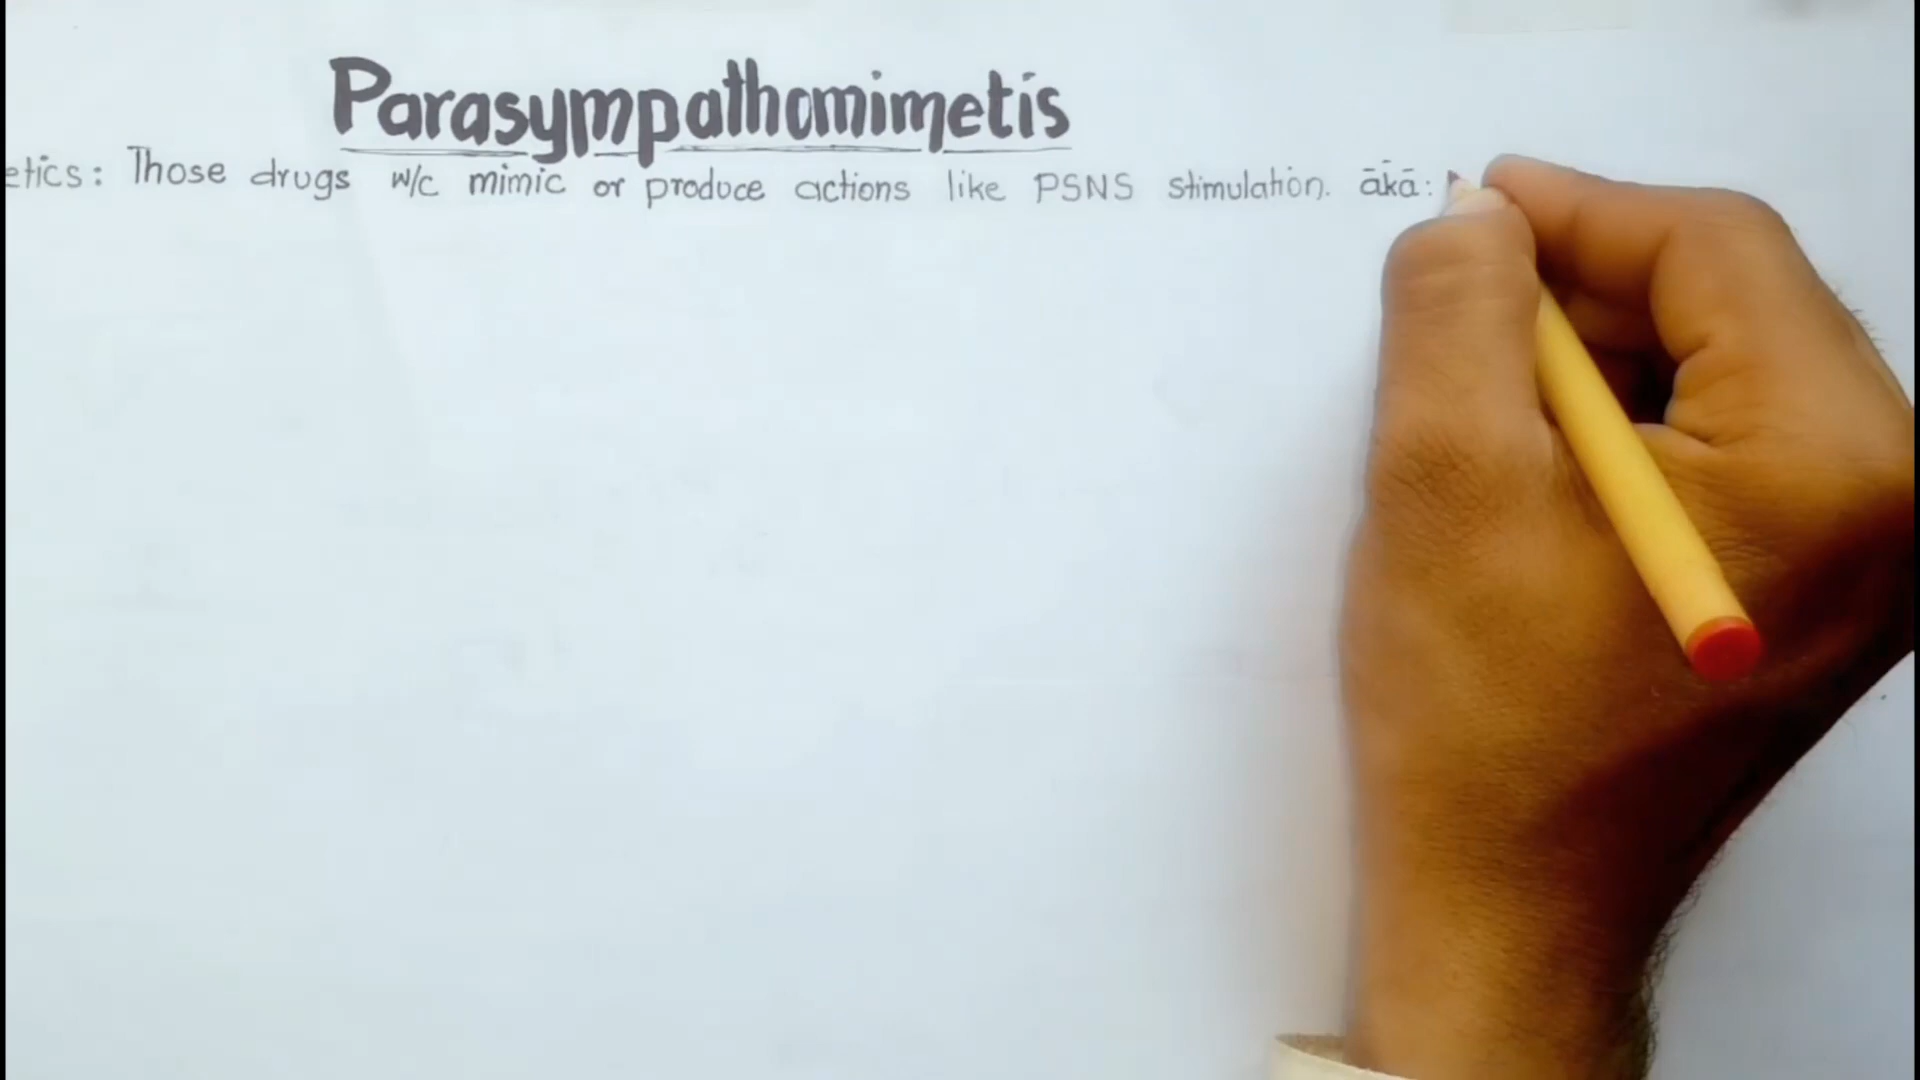 Parasympathomimetis
etics: Those drugs w/c mimic or produce actions like PSNS stimulation. ākā: